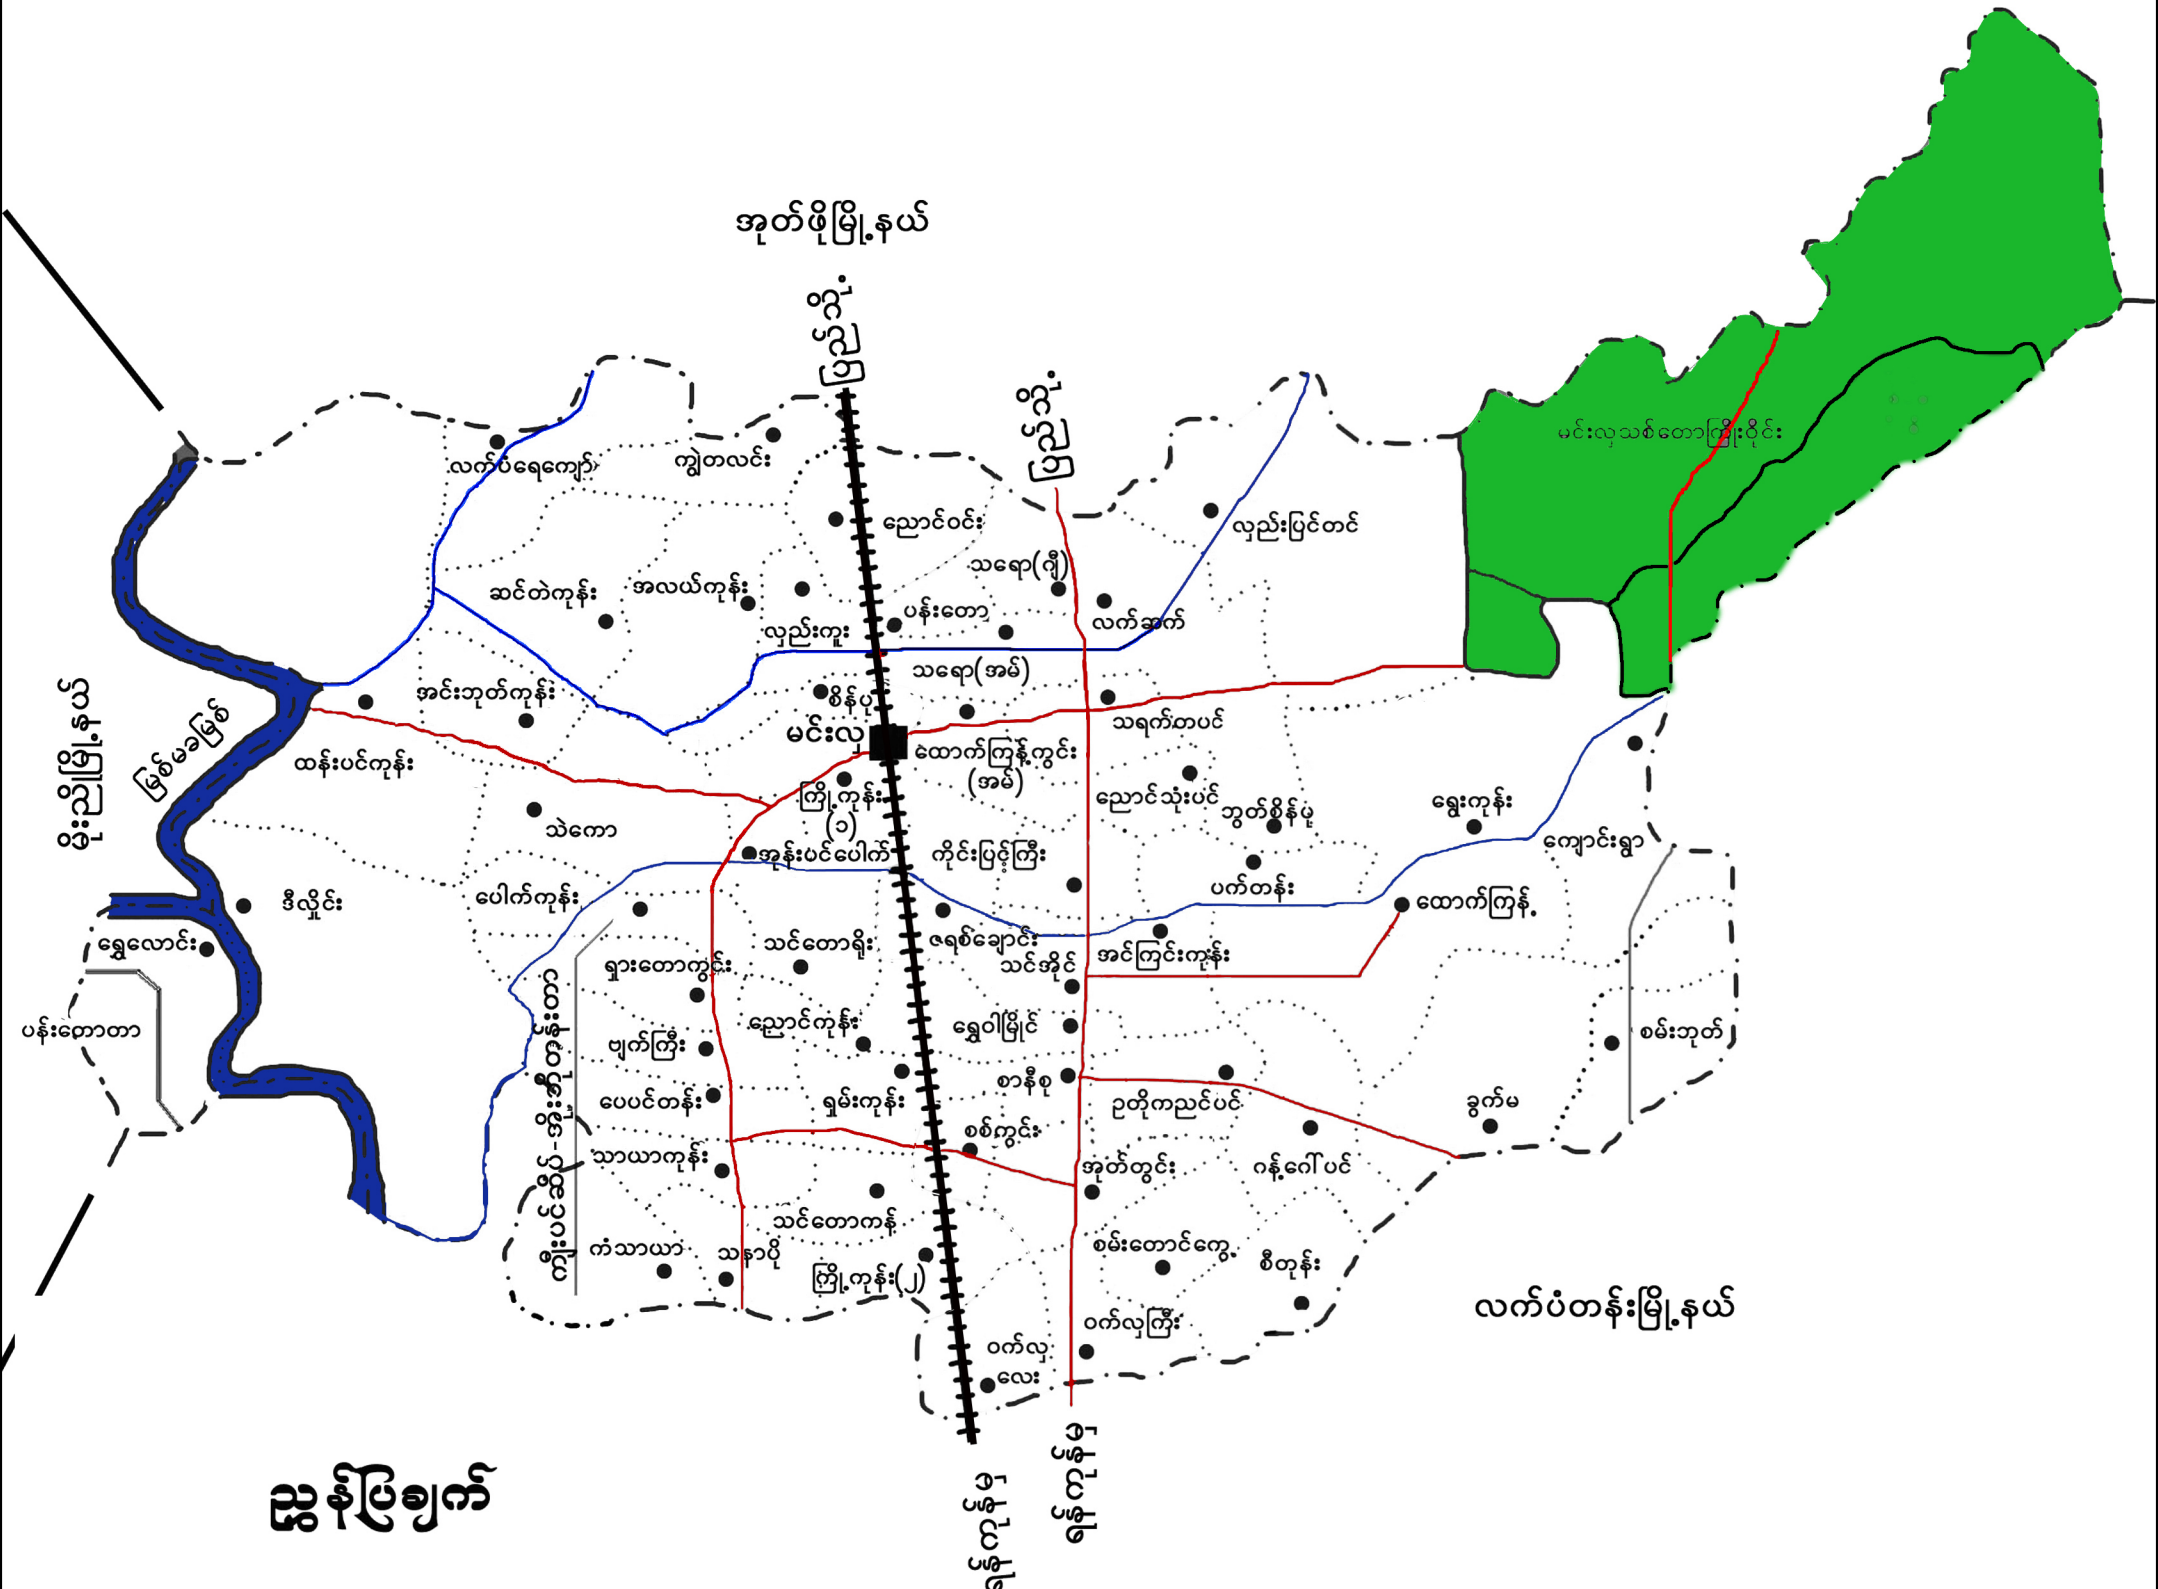 အုတ်ဖိုမြို့နယ်
ပြည်သို့
ပြည်သို့
မင်းလှသစ်တောကြိုးဝိုင်း
လက်ပံရေကျော်
ကျွဲတလင်း
ညောင်ဝင်း
လှည်းပြင်တင်
သရော(ဂျီ)
ဆင်တဲကုန်း
အလယ်ကုန်း
ပန်းတော
လက်ဆက်
လှည်းကူး
သရော(အမ်)
အင်းဘုတ်ကုန်း
စိန်ပု
မင်းလှ
သရက်တပင်
မိုးညိုမြို့နယ်
မြစ်မခမြစ်
ထန်းပင်ကုန်း
ထောက်ကြန့်ကွင်း
(အမ်)
ကြို့ကုန်း
(၁)
ညောင်သုံးပင်
ဘွတ်စိန်ပု
ရွေးကုန်း
သဲကော
ကျောင်းရွာ
အုန်းပင်ပေါက်
ကိုင်းပြင့်ကြီး
ပက်တန်း
ပေါက်ကုန်း
ဒီလှိုင်း
ထောက်ကြန့်
ရွှေလောင်း
သင်တောရိုး
ဇရစ်ချောင်း
သင်အိုင်
အင်ကြင်းကုန်း
ရှားတောကွင်း
ပန်းတောတာ
ညောင်ကုန်း
ရွှေဝါမြိုင်
စမ်းဘုတ်
ဗျက်ကြီး
စာနီစု
ပေပင်တန်း
ရှမ်းကုန်း
ဥတိုကညင်ပင်
ခွက်မ
စစ်ကွင်း
သာယာကုန်း
အုတ်တွင်း
ဂန့်ဂေါ်ပင်
သင်တောကန့်
ကံသာယာ
သနာပို
စမ်းတောင်ကွေ့
စီတုန်း
ကြို့ကုန်း(၂)
လက်ပံတန်းမြို့နယ်
ဝက်လှကြီး
ဝက်လှ
လေး
ရန်ကုန်မှ
ရန်ကုန်မှ
ညွှန်ပြချက်